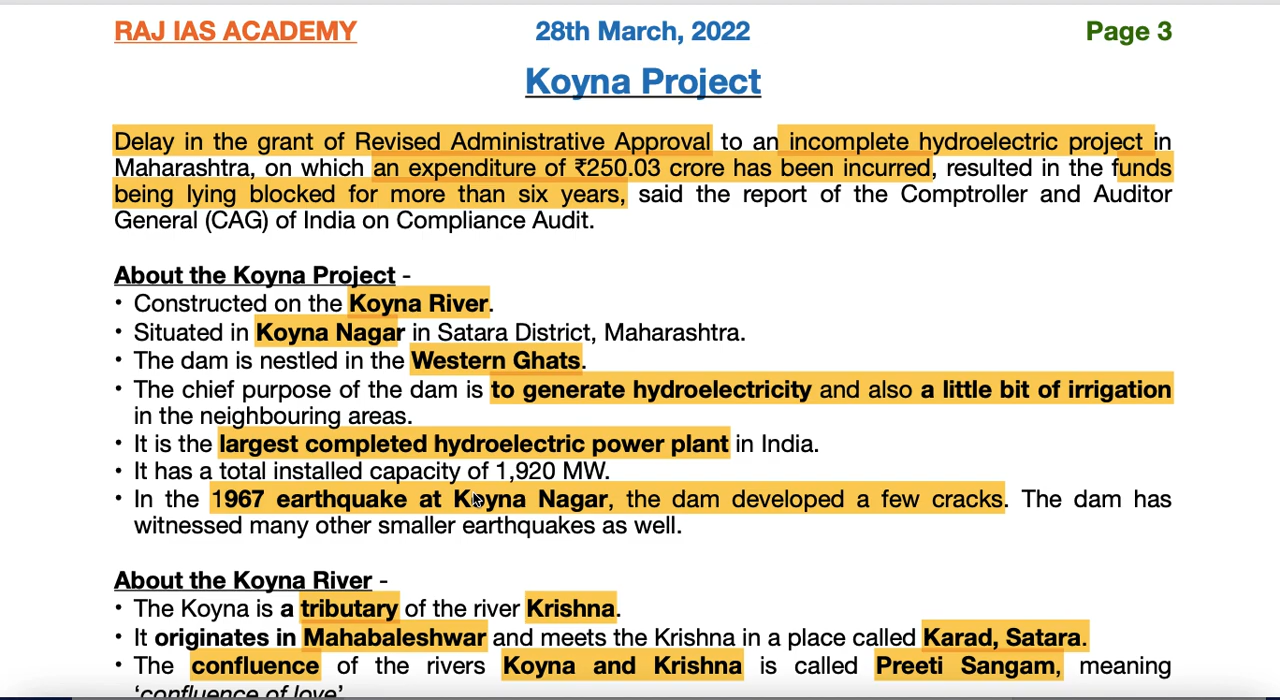 RAJ IAS ACADEMY 28th March, 2022 Page 3
Koyna Project
Delay in the grant of Revised Administrative Approval to an incomplete hydroelectric project in
Maharashtra, on which an expenditure of ₹250.03 crore has been incurred, resulted in the funds
being lying blocked for more than six years, said the report of the Comptroller and Auditor
General (CAG) of India on Compliance Audit.
About the Koyna Project -
• Constructed on the Koyna River.
• Situated in Koyna Nagar in Satara District, Maharashtra.
• The dam is nestled in the Western Ghats.
• The chief purpose of the dam is to generate hydroelectricity and also a little bit of irrigation
in the neighbouring areas.
• It is the largest completed hydroelectric power plant in India.
• It has a total installed capacity of 1,920 MW.
• In the 1967 earthquake at Koyna Nagar, the dam developed a few cracks. The dam has
witnessed many other smaller earthquakes as well.
About the Koyna River -
• The Koyna is a tributary of the river Krishna.
• It originates in Mahabaleshwar and meets the Krishna in a place called Karad, Satara.
• The confluence of the rivers Koyna and Krishna is called Preeti Sangam, meaning
'confluence of love'